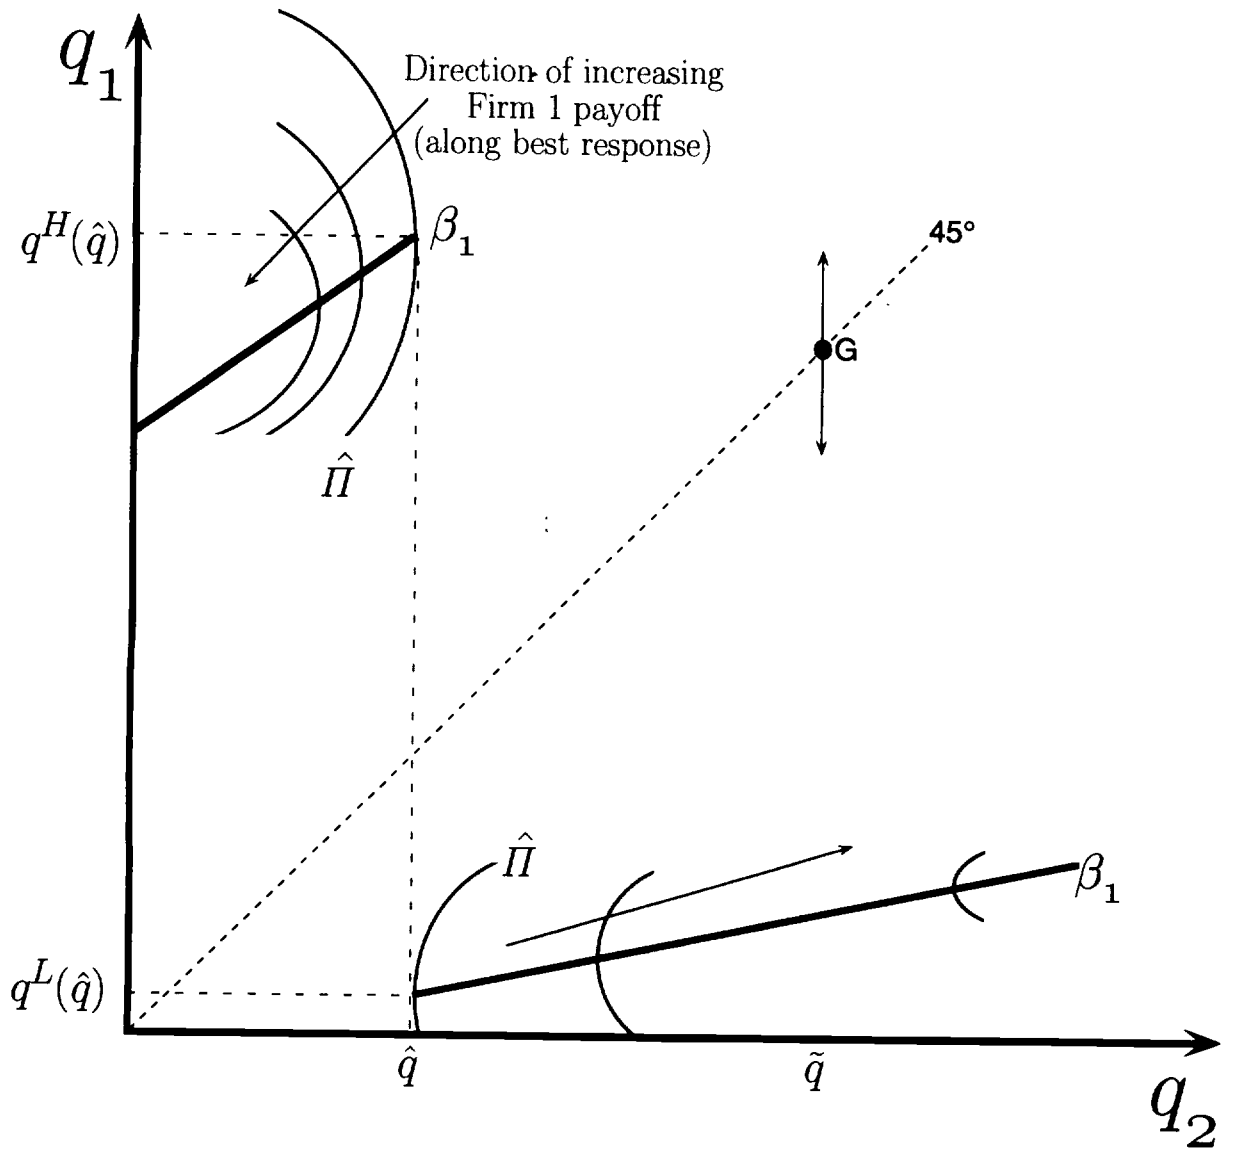 q₁
Direction of increasing
Firm 1 payoff
(along best response)
q^H(q̂)
β₁
45°
G
Π̂
Π̂
β₁
q^L(q̂)
q̂
q̃
q₂